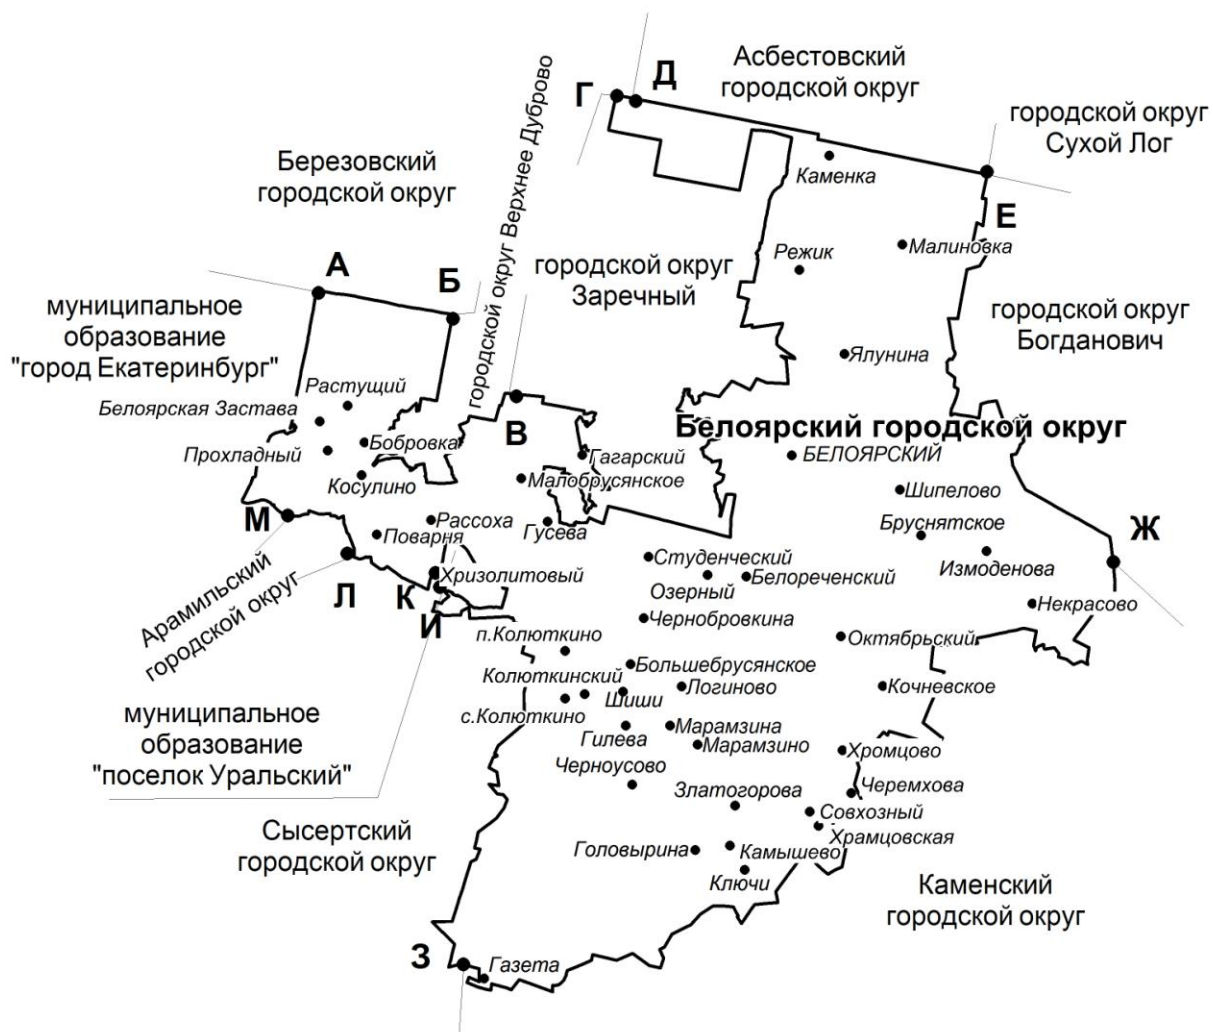 Асбестовский
городской округ
Г
Д
городской округ
Сухой Лог
Березовский
городской округ
городской округ Верхнее Дуброво
Каменка
Е
А
Б
городской округ
Заречный
Режик
Малиновка
муниципальное
образование
"город Екатеринбург"
городской округ
Богданович
Ялунина
Растущий
Белоярская Застава
В
Белоярский городской округ
Прохладный
Бобровка
Гагарский
БЕЛОЯРСКИЙ
Косулино
Малобрусянское
Шипелово
М
Рассоха
Поварня
Гусева
Бруснятское
Ж
Арамильский
городской округ
Л
К
Хризолитовый
Студенческий
Озерный
Белореченский
Измоденова
И
Некрасово
Чернобровкина
п.Колюткино
Октябрьский
Большебрусянское
Колюткинский
Шиши
Логиново
Кочневское
с.Колюткино
муниципальное
образование
"поселок Уральский"
Гилева
Марамзина
Марамзино
Хромцово
Черноусово
Златогорова
Черемхова
Совхозный
Храмцовская
Сысертский
городской округ
Головырина
Камышево
Ключи
Каменский
городской округ
З
Газета